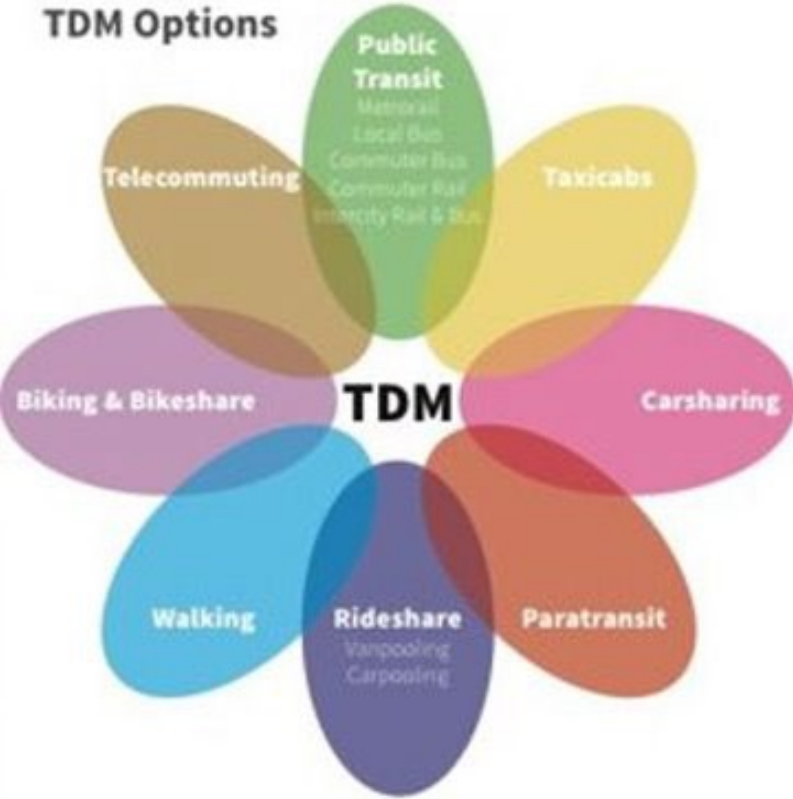 TDM Options
Public
Transit
Metrorail
Local Bus
Commuter Bus
Commuter Rail
Intercity Rail & Bus
Telecommuting
Taxicabs
Biking & Bikeshare
TDM
Carsharing
Walking
Rideshare
Vanpooling
Carpooling
Paratransit